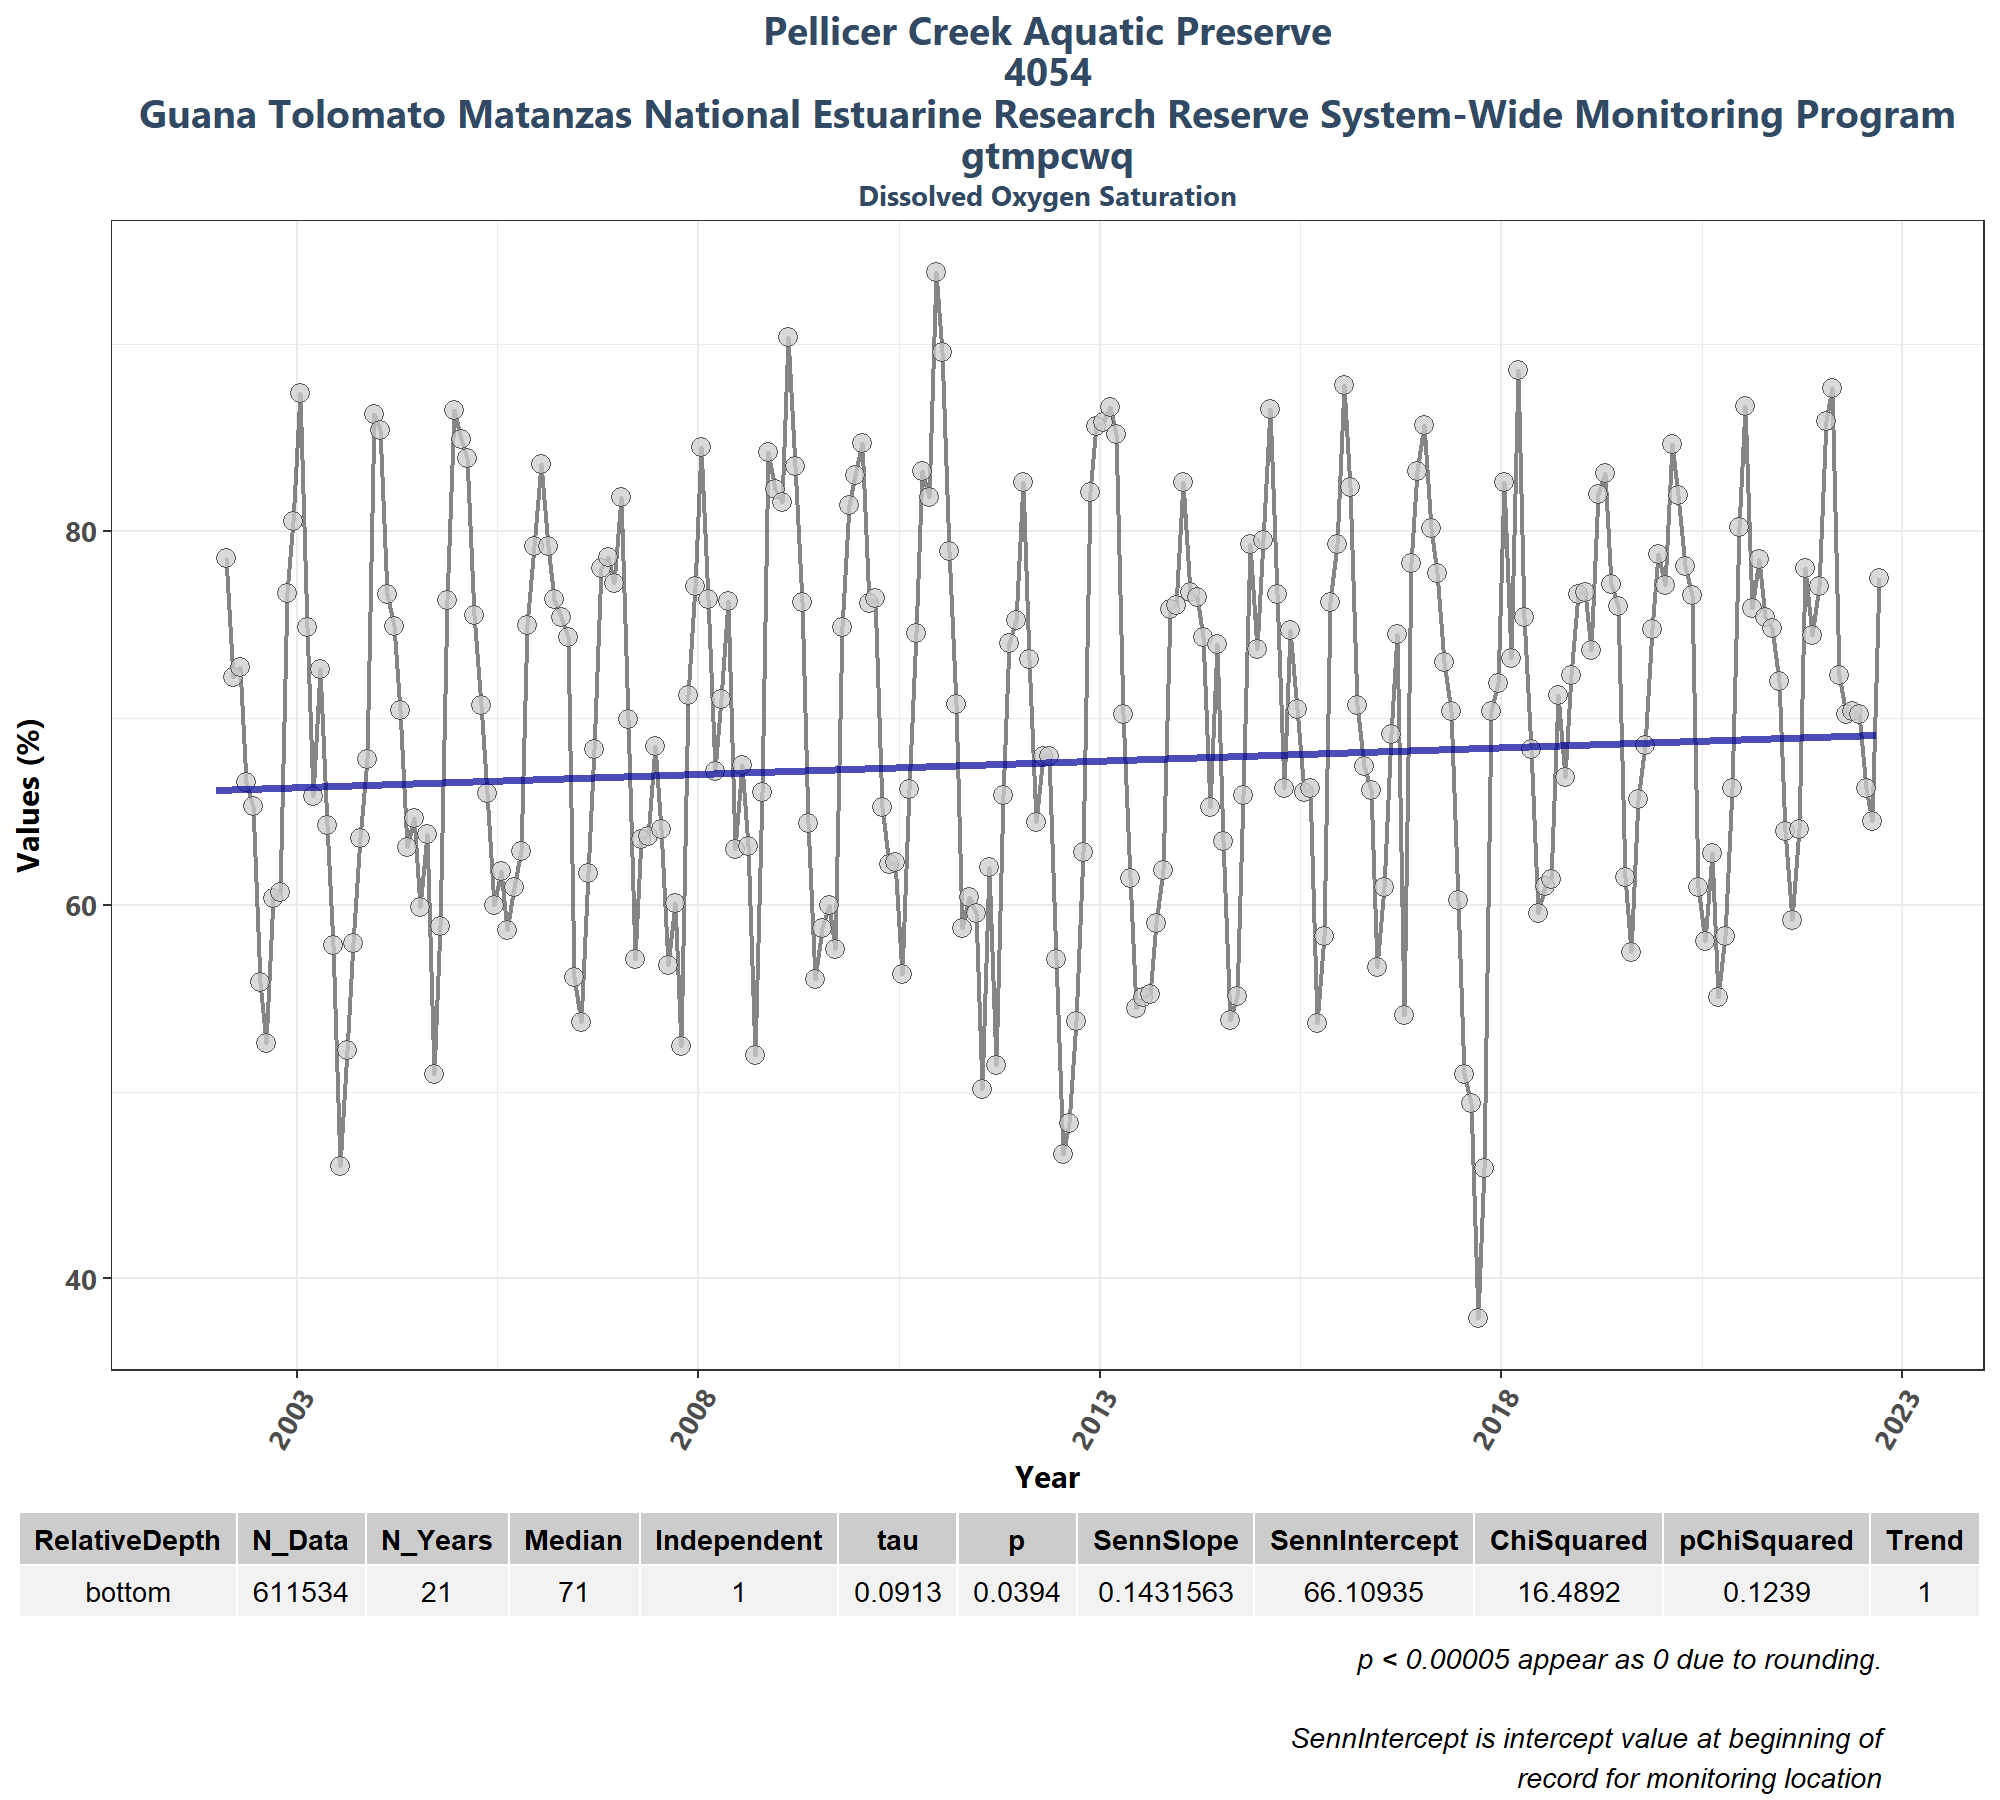 Pellicer Creek Aquatic Preserve
4054
Guana Tolomato Matanzas National Estuarine Research Reserve System-Wide Monitoring Program
gtmpcwq
Dissolved Oxygen Saturation
Values (%)
80
60
40
2003 2008 2013 2018 2023
Year
RelativeDepth N_Data N_Years Median Independent tau p SennSlope SennIntercept ChiSquared pChiSquared Trend
bottom 611534 21 71 1 0.0913 0.0394 0.1431563 66.10935 16.4892 0.1239 1
p < 0.00005 appear as 0 due to rounding.
SennIntercept is intercept value at beginning of
record for monitoring location